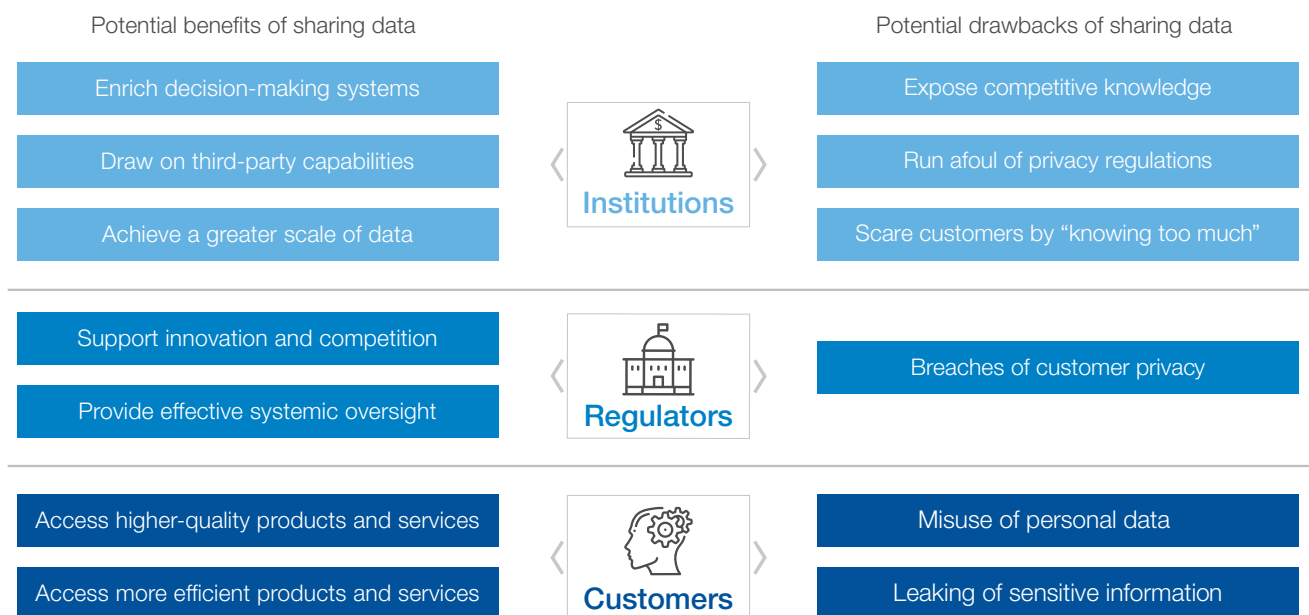 Potential benefits of sharing data
Potential drawbacks of sharing data
Enrich decision-making systems
Draw on third-party capabilities
Achieve a greater scale of data
$
Institutions
Expose competitive knowledge
Run afoul of privacy regulations
Scare customers by “knowing too much”
Support innovation and competition
Provide effective systemic oversight
Regulators
Breaches of customer privacy
Access higher-quality products and services
Access more efficient products and services
Customers
Misuse of personal data
Leaking of sensitive information